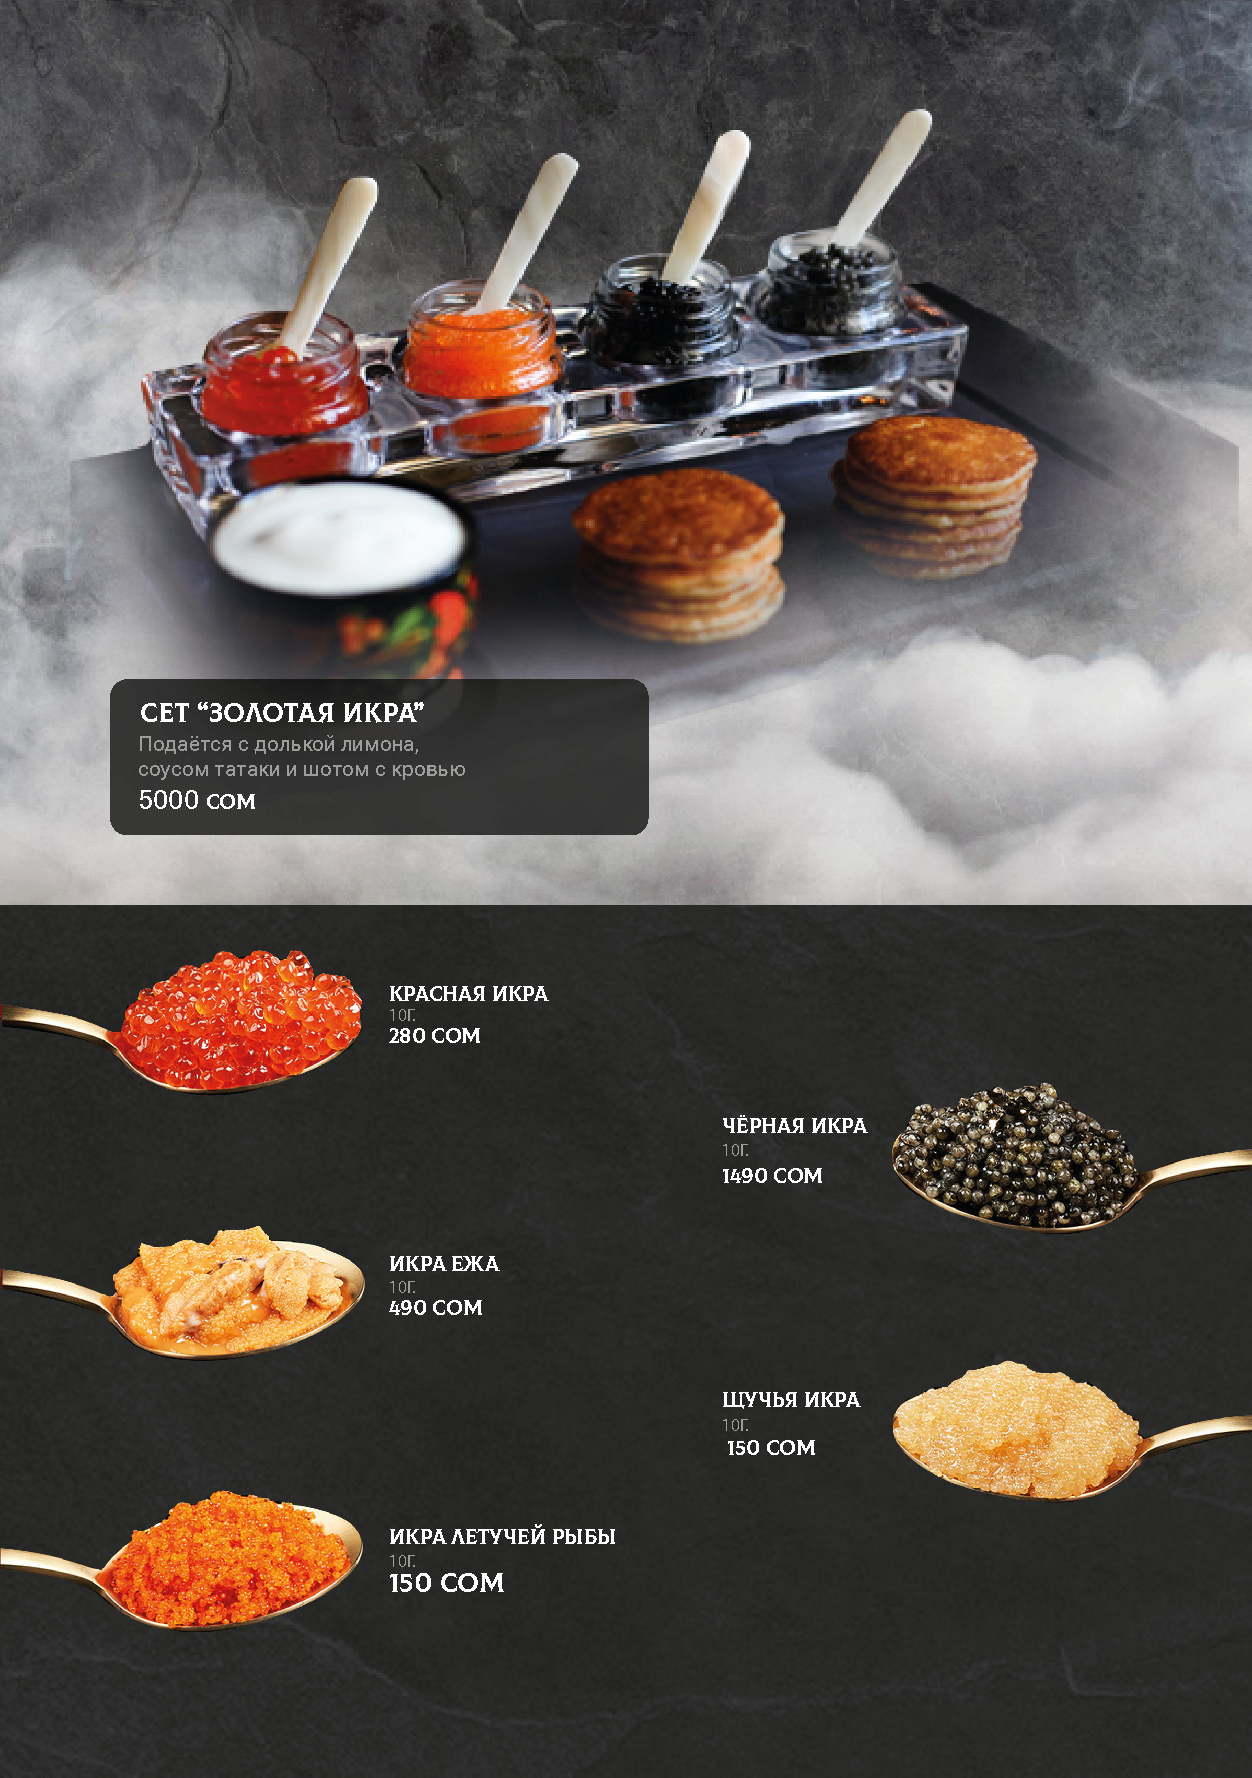 СЕТ “ЗОЛОТАЯ ИКРА”
Подаётся с долькой лимона,
соусом татаки и шотом с кровью
5000 СОМ
КРАСНАЯ ИКРА
10Г.
280 СОМ
ЧЁРНАЯ ИКРА
10Г.
1490 СОМ
ИКРА ЕЖА
10Г.
490 СОМ
ЩУЧЬЯ ИКРА
10Г.
150 СОМ
ИКРА ЛЕТУЧЕЙ РЫБЫ
10Г.
150 СОМ